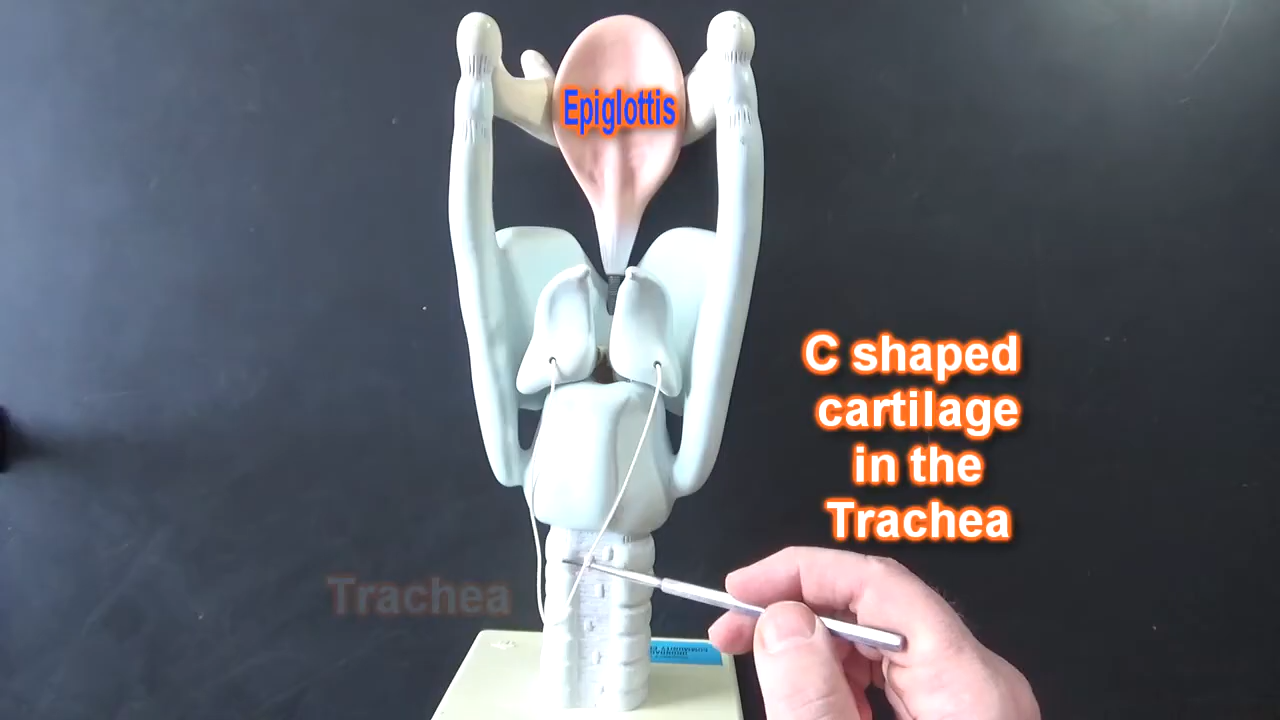 Epiglottis
C shaped
cartilage
in the
Trachea
Trachea